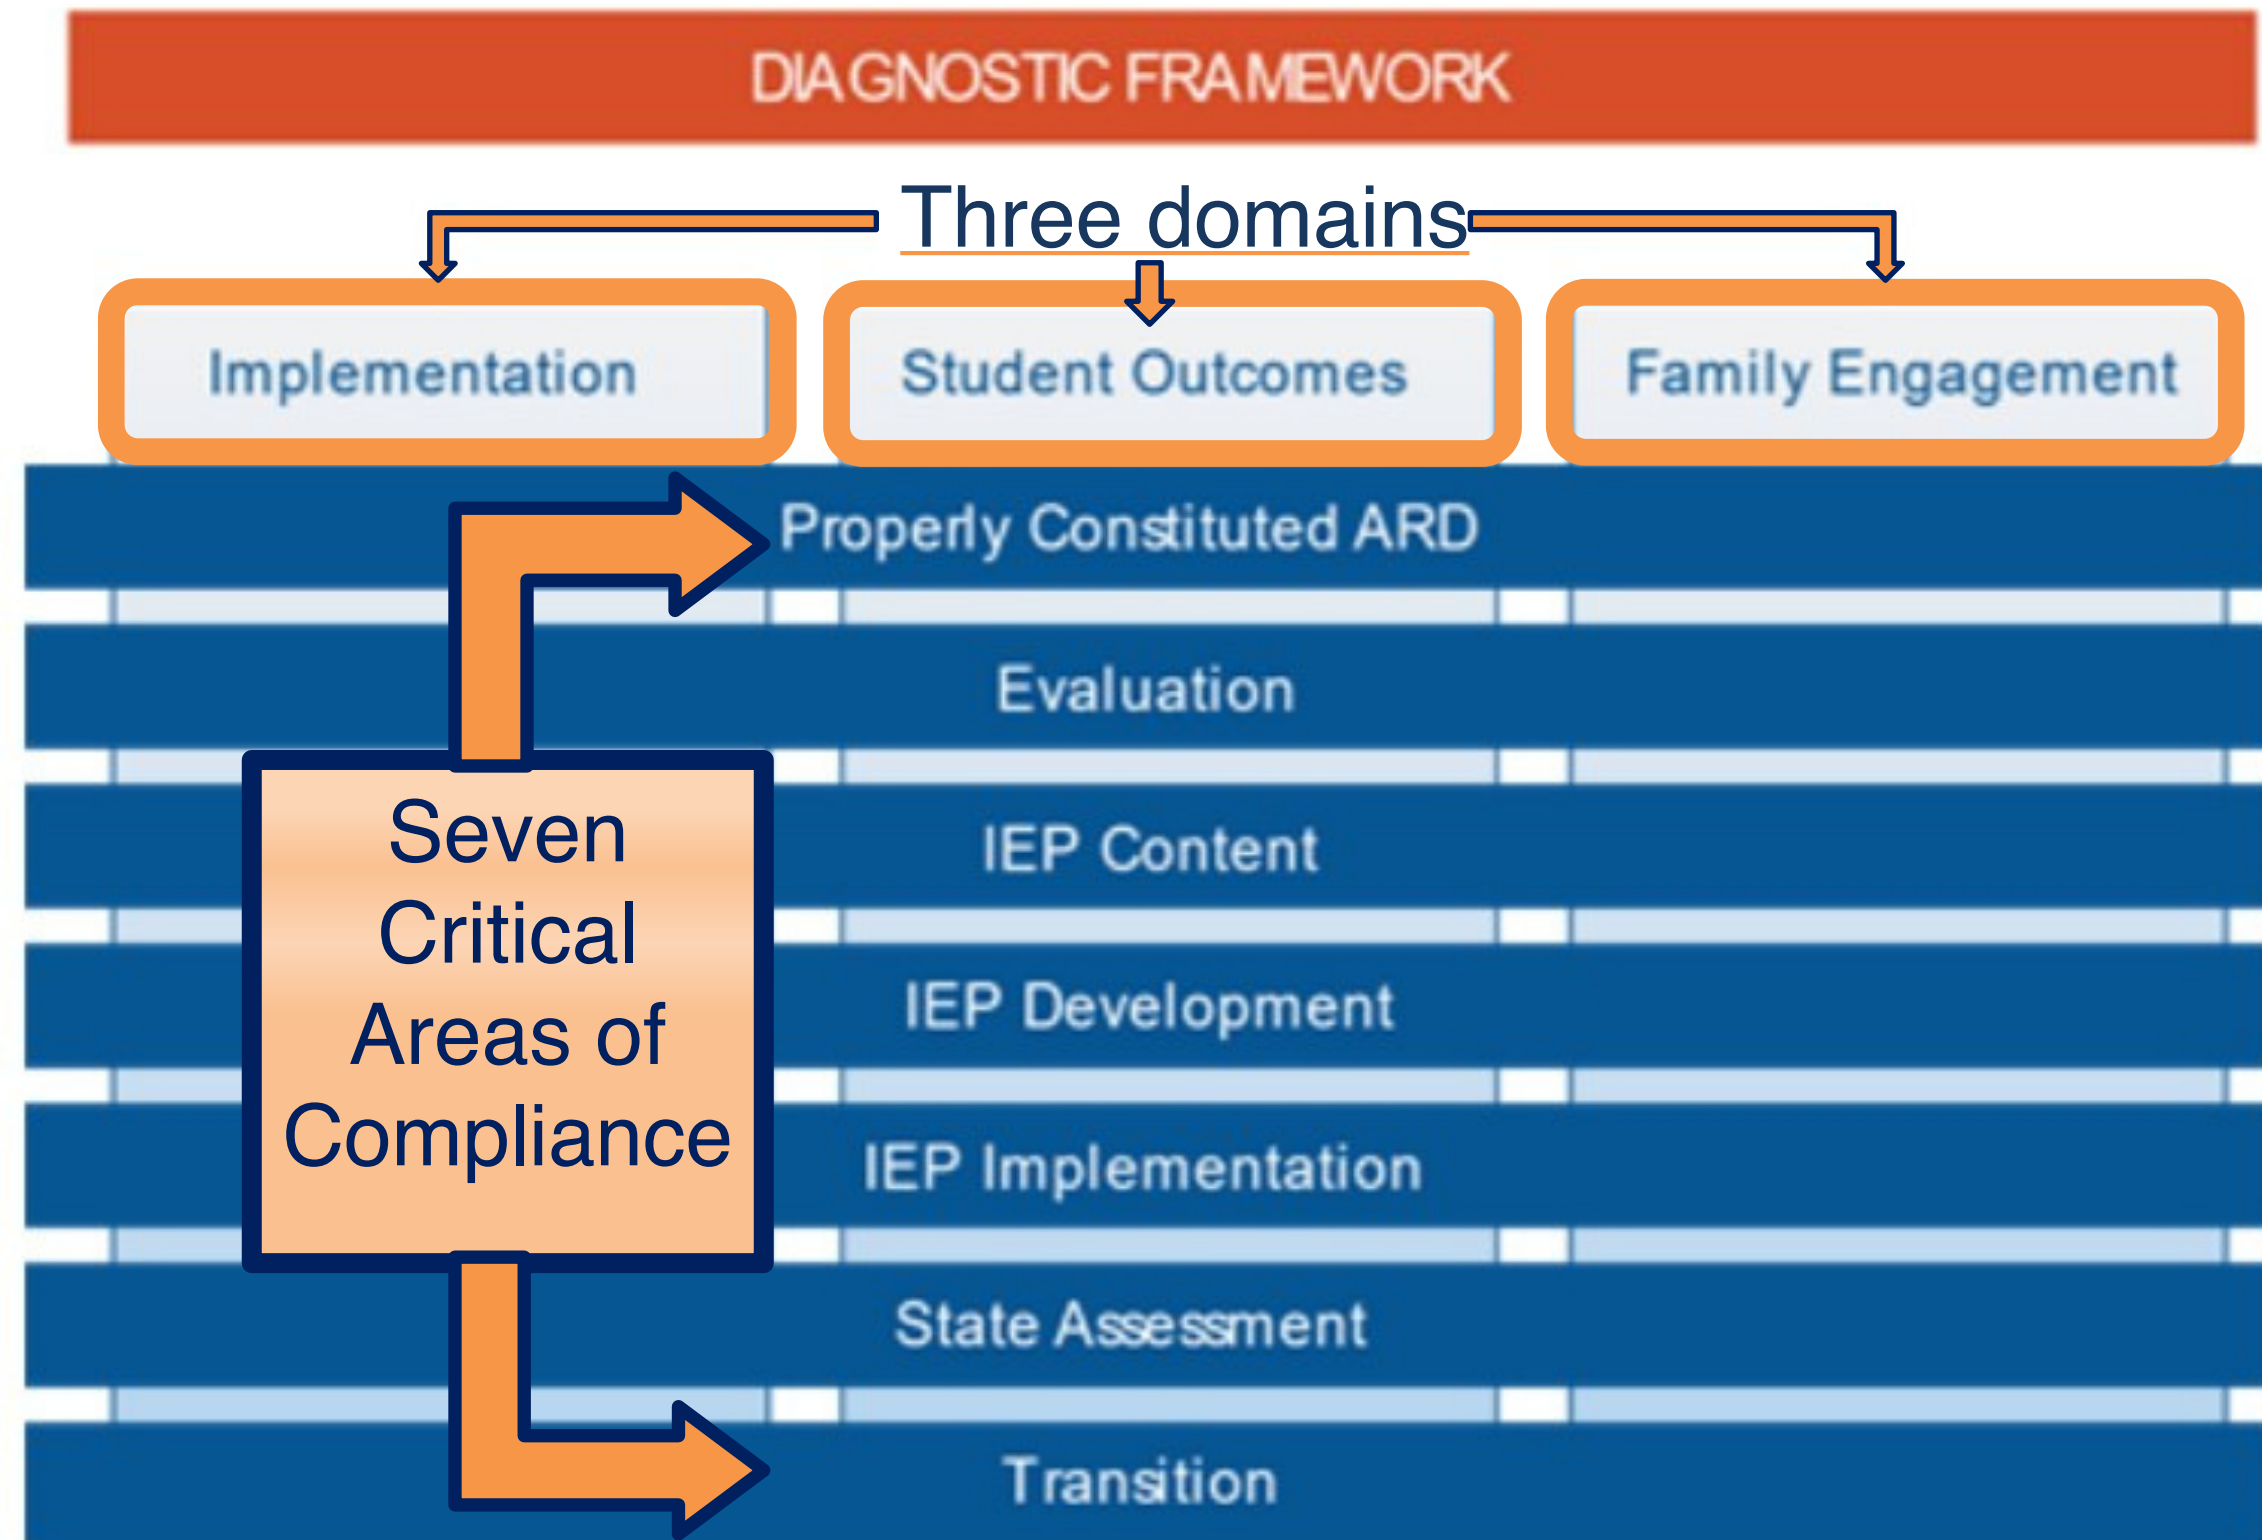 DIAGNOSTIC FRAMEWORK
Three domains
Implementation
Student Outcomes
Family Engagement
Properly Constituted ARD
Evaluation
IEP Content
IEP Development
IEP Implementation
State Assessment
Transition
Seven
Critical
Areas of
Compliance